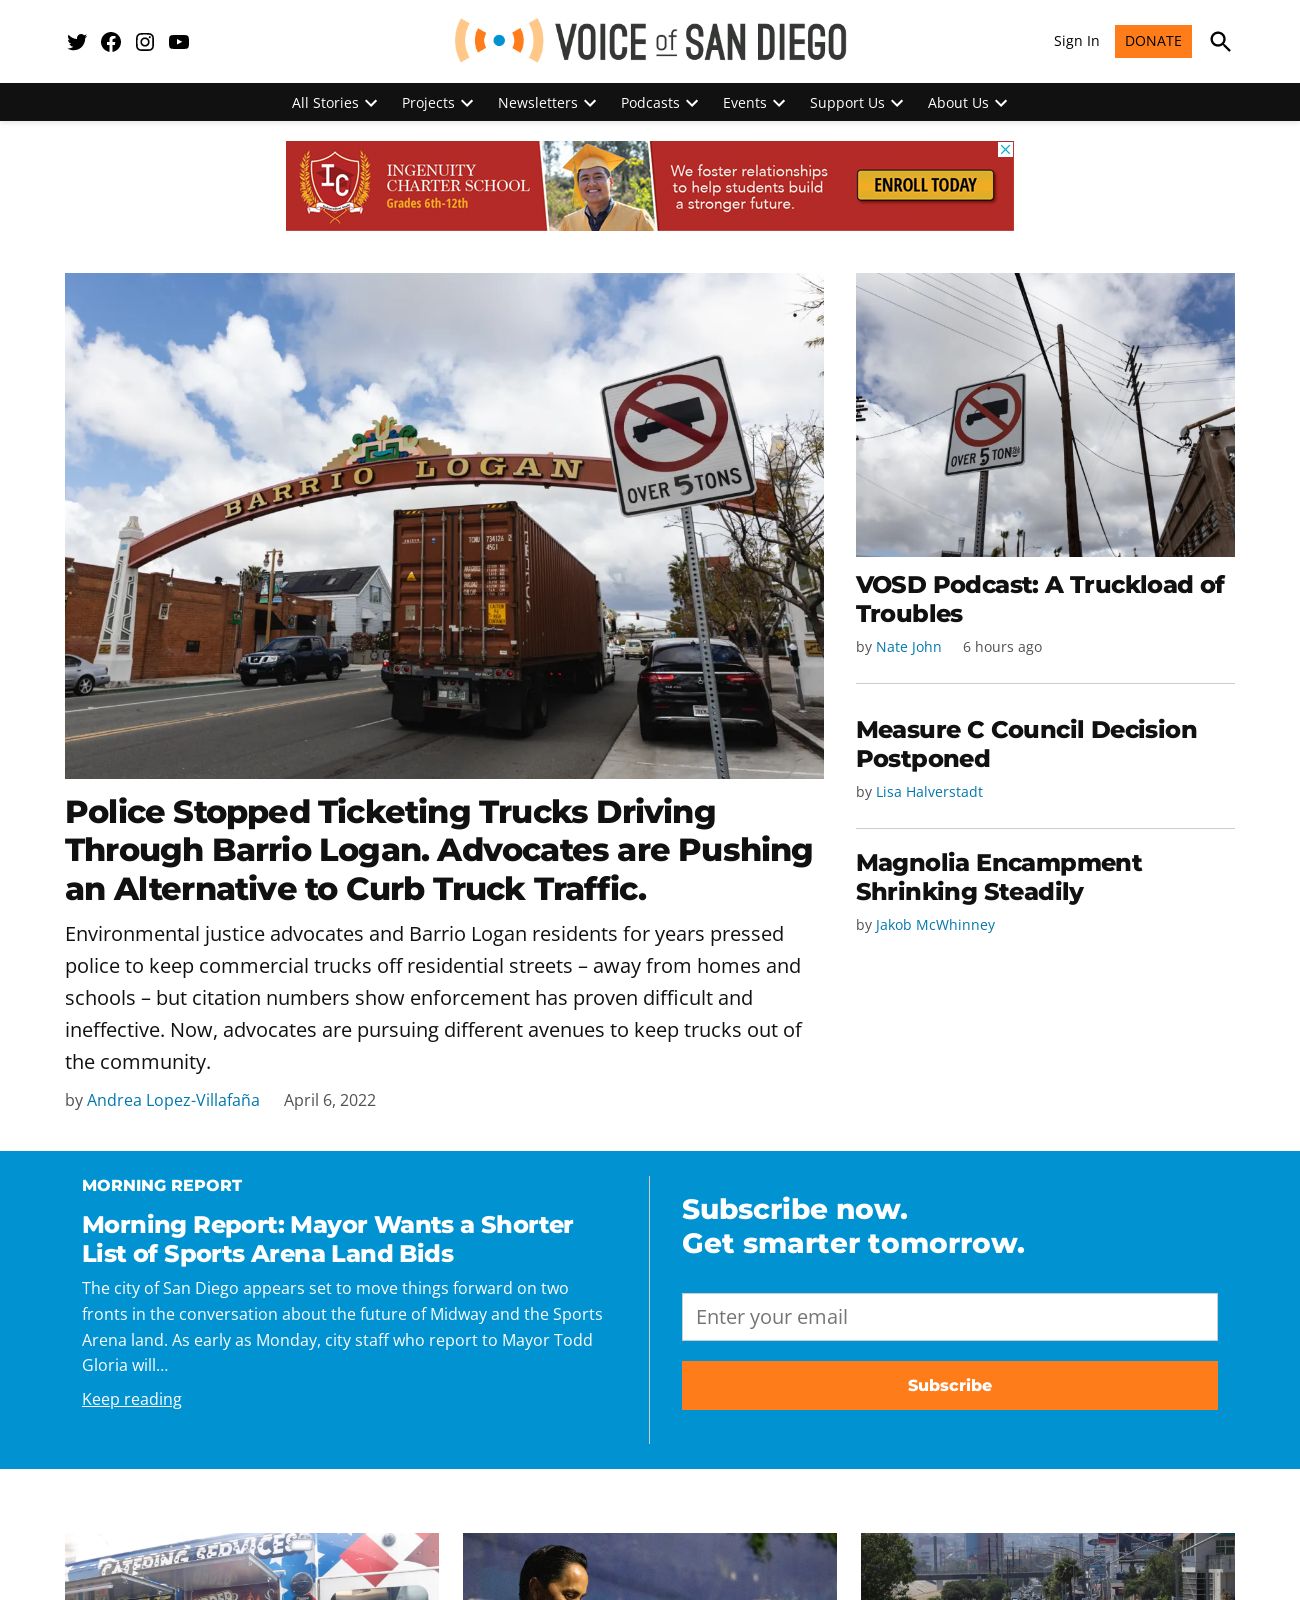 VOICE of SAN DIEGO
Sign In
DONATE
All Stories
Projects
Newsletters
Podcasts
Events
Support Us
About Us
IC
INGENUITY
CHARTER SCHOOL
Grades 6th-12th
We foster relationships
to help students build
a stronger future.
ENROLL TODAY
BARRIO LOGAN
OVER 5 TONS
TCNU 734126 2
45G1
OVER 5 TONS
Police Stopped Ticketing Trucks Driving
Through Barrio Logan. Advocates are Pushing
an Alternative to Curb Truck Traffic.
Environmental justice advocates and Barrio Logan residents for years pressed
police to keep commercial trucks off residential streets – away from homes and
schools – but citation numbers show enforcement has proven difficult and
ineffective. Now, advocates are pursuing different avenues to keep trucks out of
the community.
by Andrea Lopez-Villafaña April 6, 2022
VOSD Podcast: A Truckload of
Troubles
by Nate John 6 hours ago
Measure C Council Decision
Postponed
by Lisa Halverstadt
Magnolia Encampment
Shrinking Steadily
by Jakob McWhinney
MORNING REPORT
Morning Report: Mayor Wants a Shorter
List of Sports Arena Land Bids
The city of San Diego appears set to move things forward on two
fronts in the conversation about the future of Midway and the Sports
Arena land. As early as Monday, city staff who report to Mayor Todd
Gloria will…
Keep reading
Subscribe now.
Get smarter tomorrow.
Enter your email
Subscribe
CATERING SERVICES